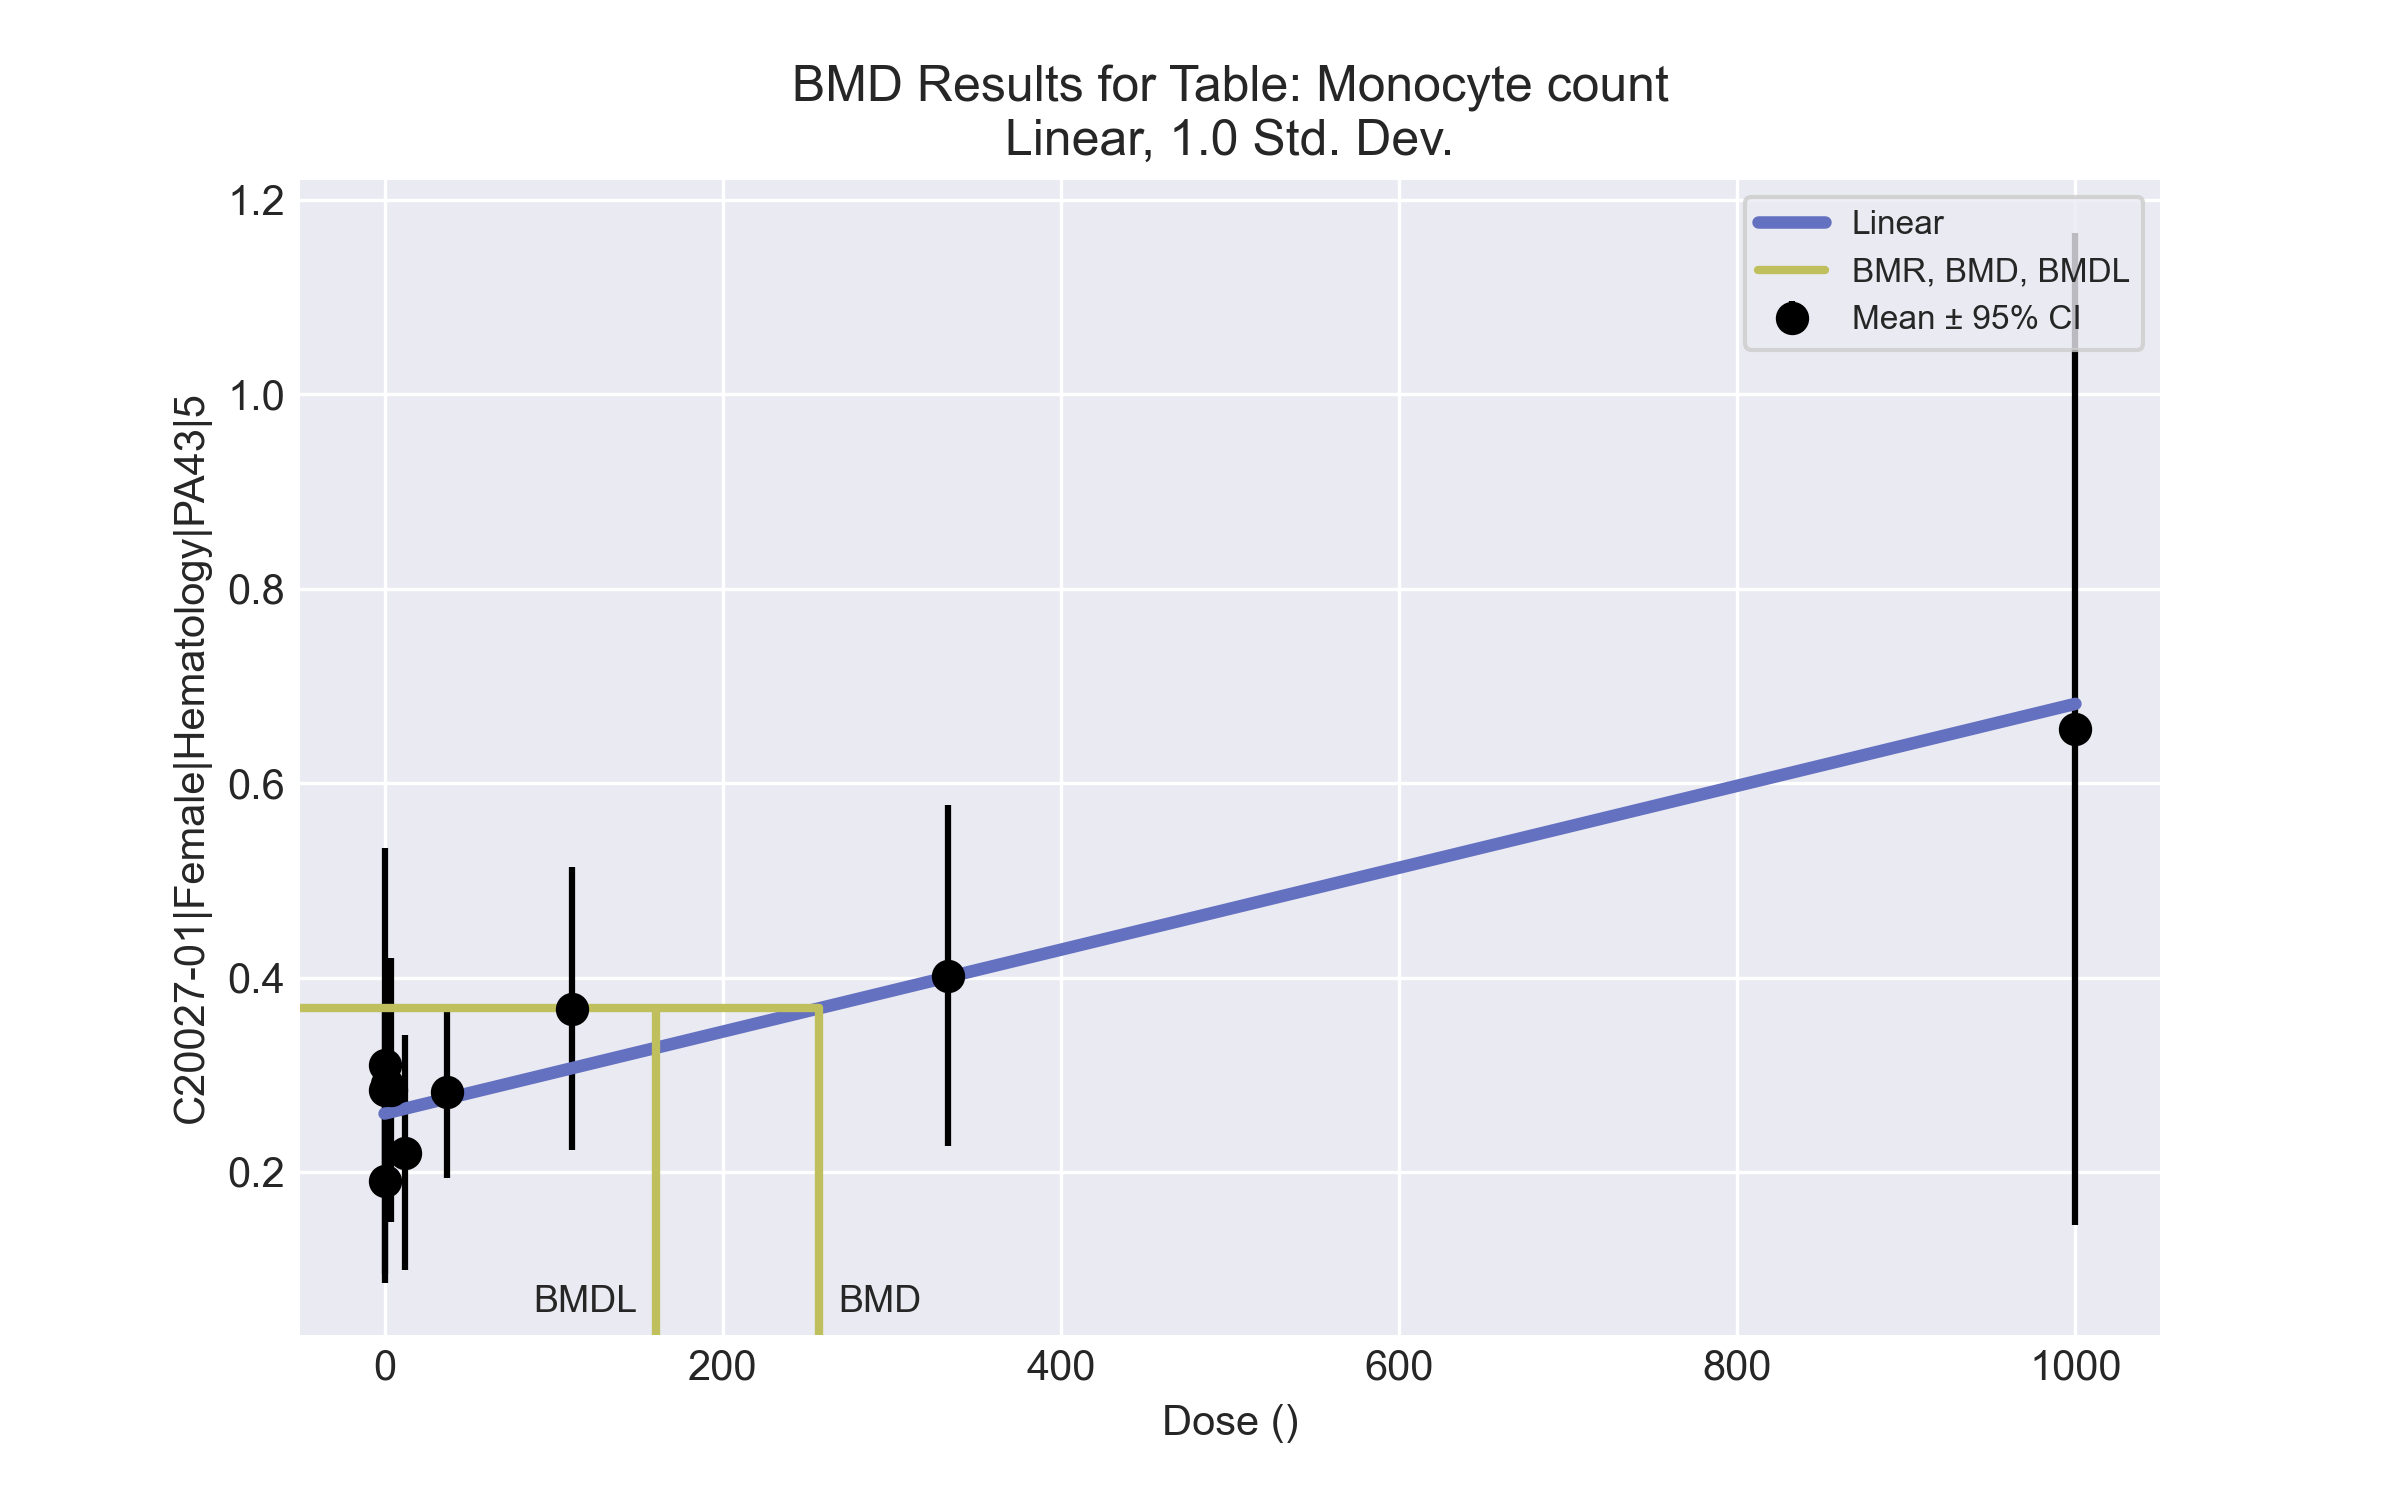 BMD Results for Table: Monocyte count
Linear, 1.0 Std. Dev.
C20027-01|Female|Hematology|PA43|5
1.2
1.0
0.8
0.6
0.4
0.2
Linear
BMR, BMD, BMDL
Mean ± 95% CI
BMDL
BMD
0 200 400 600 800 1000
Dose ()